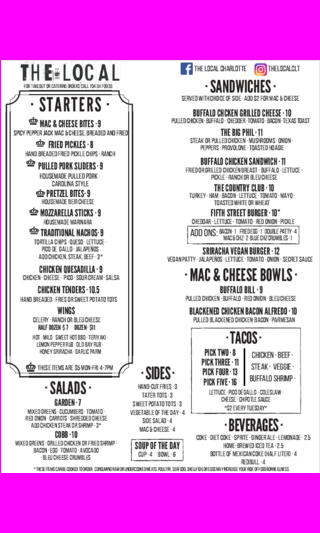 THE LOCAL
FOR TAKEOUT OR CATERING ORDERS CALL 704 911 FOOD(3)
· STARTERS ·
MAC & CHEESE BITES · 9
SPICY PEPPER JACK MAC & CHEESE, BREADED AND FRIED
FRIED PICKLES · 8
HAND BREADED FRIED PICKLE CHIPS · RANCH
PULLED PORK SLIDERS · 9
HOUSEMADE PULLED PORK ·
CAROLINA STYLE
PRETZEL BITES · 9
HOUSEMADE BEER CHEESE
MOZZARELLA STICKS · 9
HOUSEMADE MARINARA
TRADITIONAL NACHOS · 9
TORTILLA CHIPS · QUESO · LETTUCE ·
PICO DE GALLO · JALAPENOS
ADD CHICKEN, STEAK, BEEF · 3*
CHICKEN QUESADILLA · 9
CHICKEN · CHEESE · PICO · SOUR CREAM · SALSA
CHICKEN TENDERS · 10.5
HAND BREADED · FRIES OR SWEET POTATO TOTS
WINGS
CELERY · RANCH OR BLEU CHEESE
HALF DOZEN · $ 7 DOZEN · $11
HOT · MILD · SWEET HOT BBQ · TERIYAKI
LEMON PEPPER RUB · OLD BAY RUB
HONEY SRIRACHA · GARLIC PARM
THESE ITEMS ARE $5 MON-FRI 4-7PM
· SALADS ·
GARDEN · 7
MIXED GREENS · CUCUMBERS · TOMATO ·
RED ONION · CARROTS · SHREDDED CHEESE
ADD CHICKEN STEAK OR SHRIMP · 3*
COBB · 10
MIXED GREENS · GRILLED CHICKEN OR FRIED SHRIMP ·
BACON · EGG · TOMATO · AVOCADO
· BLEU CHEESE CRUMBLES
· SIDES ·
HAND-CUT FRIES · 3
TATER TOTS · 3
SWEET POTATO TOTS · 3
VEGETABLE OF THE DAY · 4
SIDE SALAD · 4
MAC & CHEESE · 4
SOUP OF THE DAY
CUP · 4 BOWL · 6
THE LOCAL CHARLOTTE THELOCALCLT
· SANDWICHES ·
SERVED WITH CHOICE OF SIDE · ADD $2 FOR MAC & CHEESE
BUFFALO CHICKEN GRILLED CHEESE · 10
PULLED CHICKEN · BUFFALO · CHEDDER · TOMATO · BACON · TEXAS TOAST
THE BIG PHIL · 11
STEAK OR PULLED CHICKEN · MUSHROOMS · ONION ·
PEPPERS · PROVOLONE · TOASTED HOAGIE
BUFFALO CHICKEN SANDWICH · 11
FRIED OR GRILLED CHICKEN BREAST · BUFFALO · LETTUCE ·
PICKLE · RANCH OR BLEU CHEESE
THE COUNTRY CLUB · 10
TURKEY · HAM · BACON · LETTUCE · TOMATO · MAYO ·
TOASTED WHITE OR WHEAT
FIFTH STREET BURGER · 10*
CHEDDAR · LETTUCE · TOMATO · RED ONION · PICKLE
ADD ONS: BACON · 1 FRIED EGG · 1 DOUBLE PATTY · 4
MAC & CHZ · 2 BLUE CHZ CRUMBLES · 1
SRIRACHA VEGAN BURGER · 12
VEGAN PATTY · JALAPENOS · LETTUCE · TOMATO · ONION · SECRET SAUCE
· MAC & CHEESE BOWLS ·
BUFFALO BILL · 9
PULLED CHICKEN · BUFFALO · RED ONION · BLEU CHEESE
BLACKENED CHICKEN BACON ALFREDO · 10
PULLED BLACKENED CHICKEN · BACON · PARMESAN
· TACOS ·
PICK TWO · 8
PICK THREE · 11
PICK FOUR · 13
PICK FIVE · 16
CHICKEN · BEEF ·
STEAK · VEGGIE ·
BUFFALO SHRIMP ·
LETTUCE · PICO DE GALLO · COLESLAW ·
CHEESE · CHIPOTLE SAUCE
*$2 EVERY TUESDAY*
· BEVERAGES ·
COKE · DIET COKE · SPRITE · GINGER ALE · LEMONADE · 2.5
HOME-BREWED ICED TEA · 2.5
BOTTLE OF MEXICAN COKE (HALF LITER) · 4
REDBULL · 4
*THESE ITEMS CAN BE COOKED TO ORDER. CONSUMING RAW OR UNDERCOOKED MEATS, POULTRY, SEAFOOD, SHELLFISH, OR EGGS MAY INCREASE YOUR RISK OF FOODBORNE ILLNESS